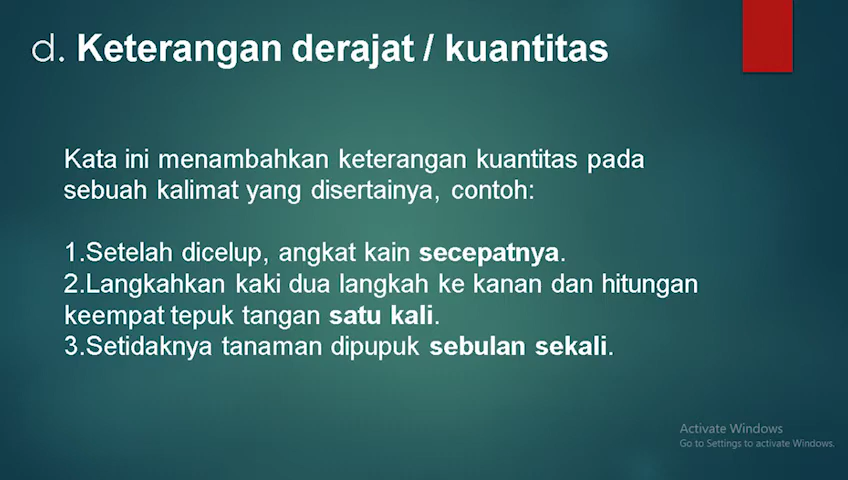 d. Keterangan derajat / kuantitas
Kata ini menambahkan keterangan kuantitas pada
sebuah kalimat yang disertainya, contoh:
1.Setelah dicelup, angkat kain secepatnya.
2.Langkahkan kaki dua langkah ke kanan dan hitungan
keempat tepuk tangan satu kali.
3.Setidaknya tanaman dipupuk sebulan sekali.
Activate Windows
Go to Settings to activate Windows.